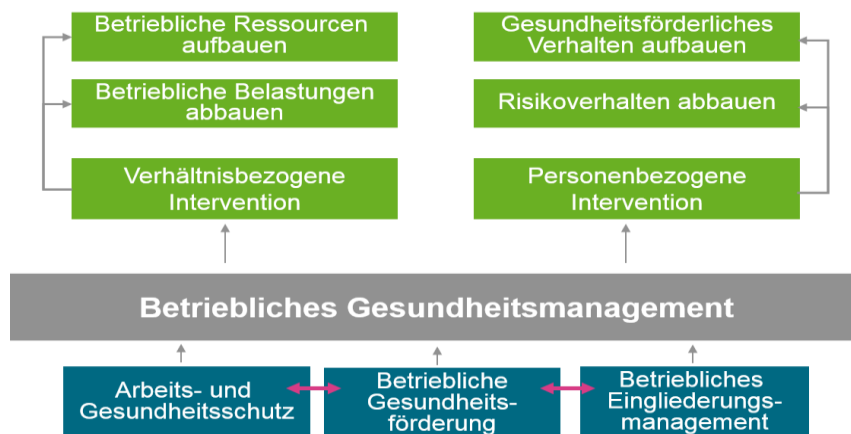 Betriebliche Ressourcen
aufbauen
Gesundheitsförderliches
Verhalten aufbauen
Betriebliche Belastungen
abbauen
Risikoverhalten abbauen
Verhältnisbezogene
Intervention
Personenbezogene
Intervention
Betriebliches Gesundheitsmanagement
Arbeits- und
Gesundheitsschutz
Betriebliche
Gesundheits-
förderung
Betriebliches
Eingliederungs-
management